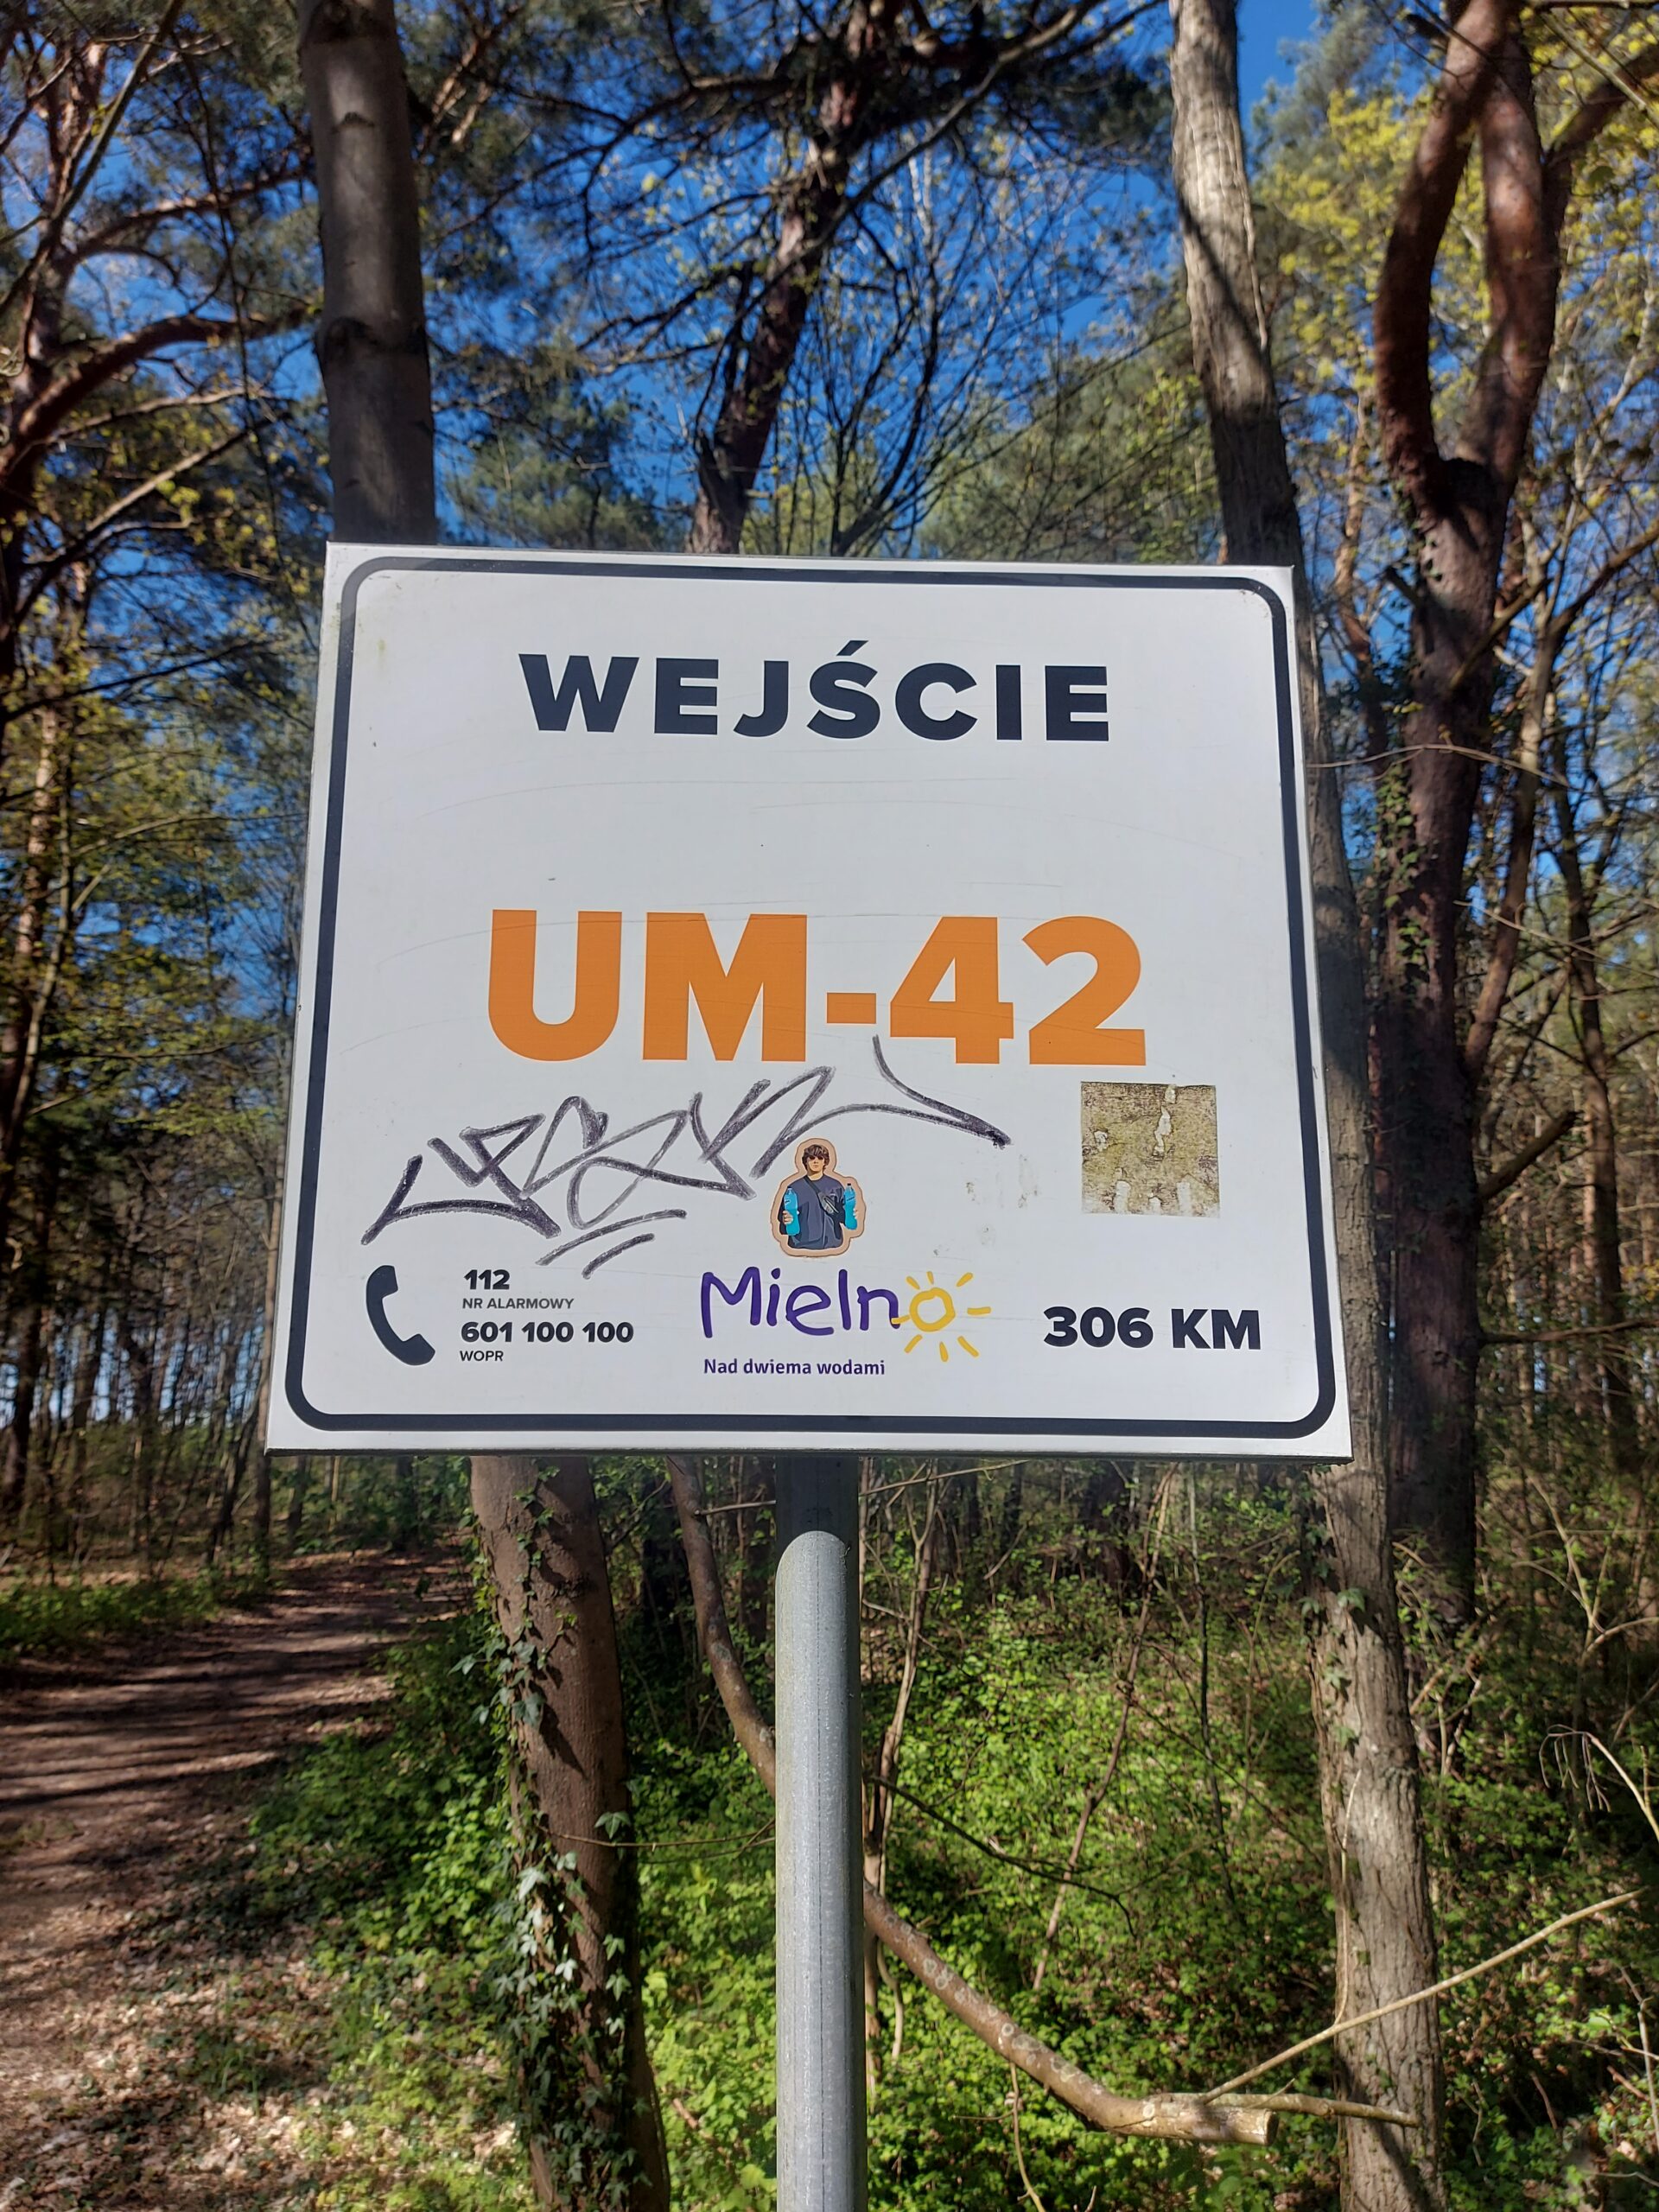 WEJŚCIE
UM-42
112
NR ALARMOWY
601 100 100
WOPR
Mielno
Nad dwiema wodami
306 KM